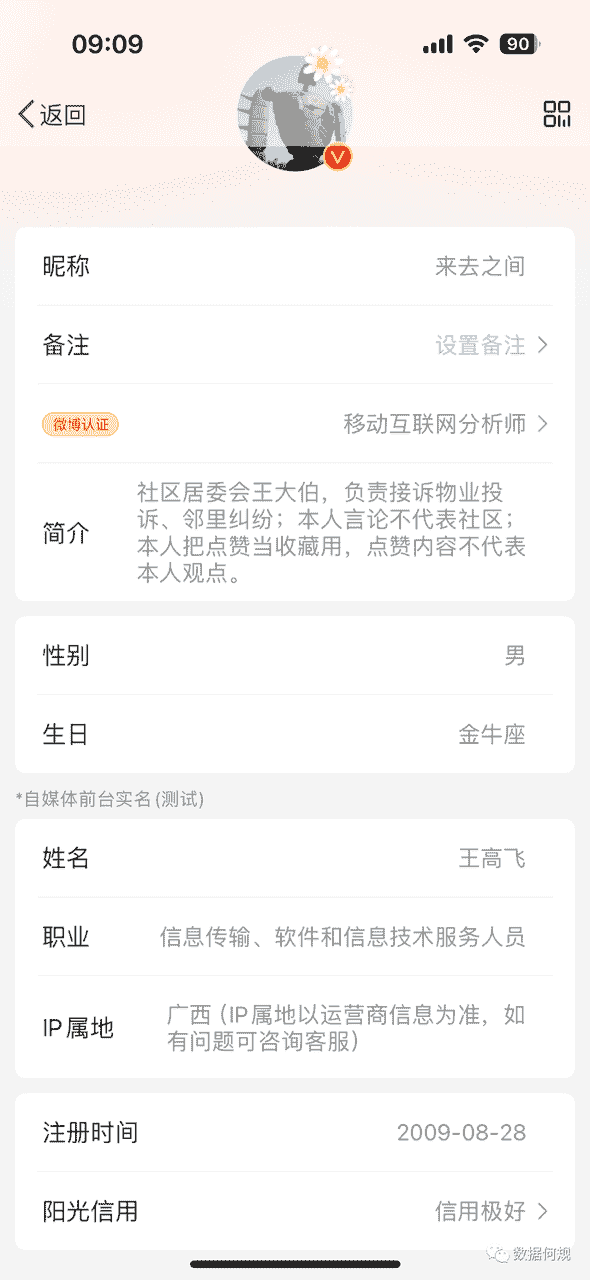 09:09
90
返回
昵称
来去之间
备注
设置备注
微博认证
移动互联网分析师
简介
社区居委会王大伯，负责接诉物业投
诉、邻里纠纷；本人言论不代表社区；
本人把点赞当收藏用，点赞内容不代表
本人观点。
性别
男
生日
金牛座
*自媒体前台实名(测试)
姓名
王高飞
职业
信息传输、软件和信息技术服务人员
IP属地
广西（IP属地以运营商信息为准，如
有问题可咨询客服）
注册时间
2009-08-28
阳光信用
信用极好
数据何规